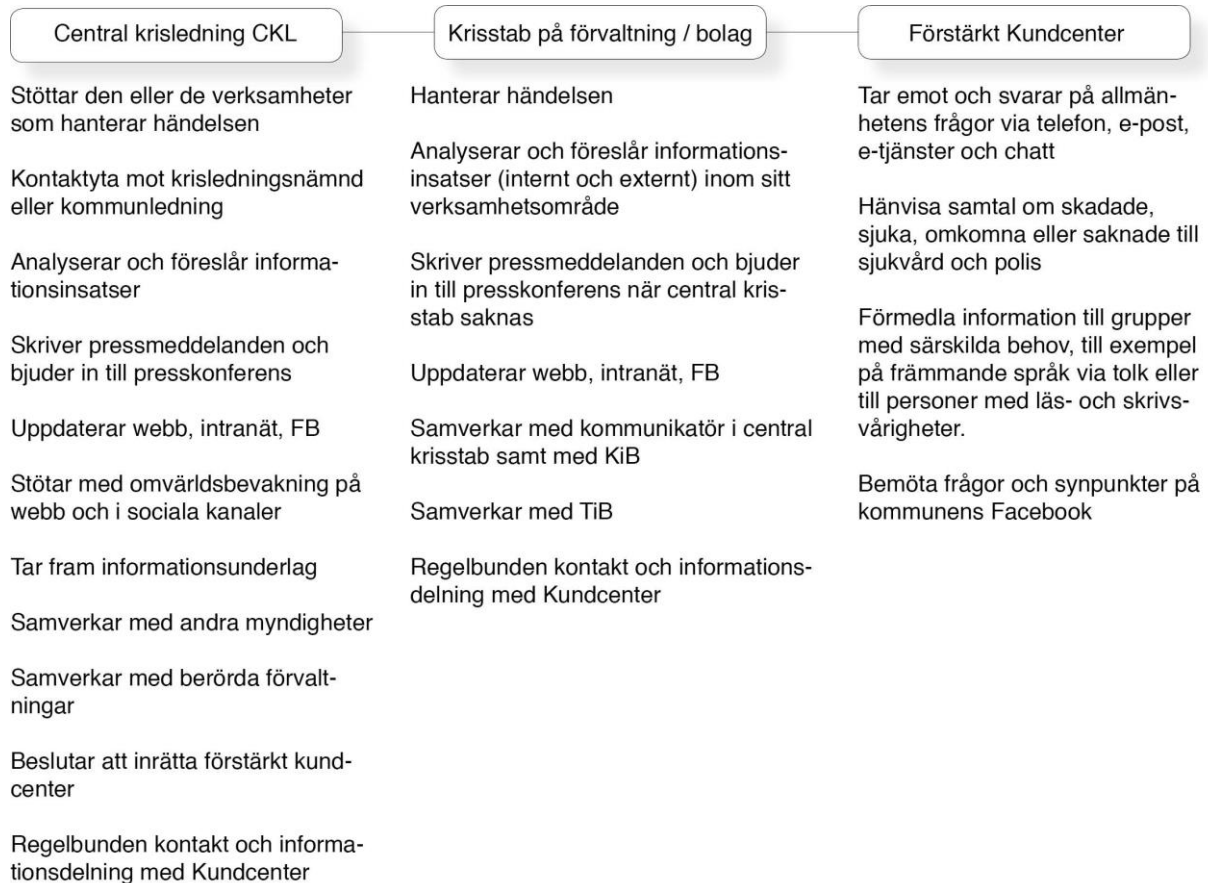 Central krisledning CKL
Stöttar den eller de verksamheter
som hanterar händelsen
Kontaktyta mot krisledningsnämnd
eller kommunledning
Analyserar och föreslår informa-
tionsinsatser
Skriver pressmeddelanden och
bjuder in till presskonferens
Uppdaterar webb, intranät, FB
Stötar med omvärldsbevakning på
webb och i sociala kanaler
Tar fram informationsunderlag
Samverkar med andra myndigheter
Samverkar med berörda förvalt-
ningar
Beslutar att inrätta förstärkt kund-
center
Regelbunden kontakt och informa-
tionsdelning med Kundcenter
Krisstab på förvaltning / bolag
Hanterar händelsen
Analyserar och föreslår informations-
insatser (internt och externt) inom sitt
verksamhetsområde
Skriver pressmeddelanden och bjuder
in till presskonferens när central kris-
stab saknas
Uppdaterar webb, intranät, FB
Samverkar med kommunikatör i central
krisstab samt med KiB
Samverkar med TiB
Regelbunden kontakt och informations-
delning med Kundcenter
Förstärkt Kundcenter
Tar emot och svarar på allmän-
hetens frågor via telefon, e-post,
e-tjänster och chatt
Hänvisa samtal om skadade,
sjuka, omkomna eller saknade till
sjukvård och polis
Förmedla information till grupper
med särskilda behov, till exempel
på främmande språk via tolk eller
till personer med läs- och skrivs-
vårigheter.
Bemöta frågor och synpunkter på
kommunens Facebook